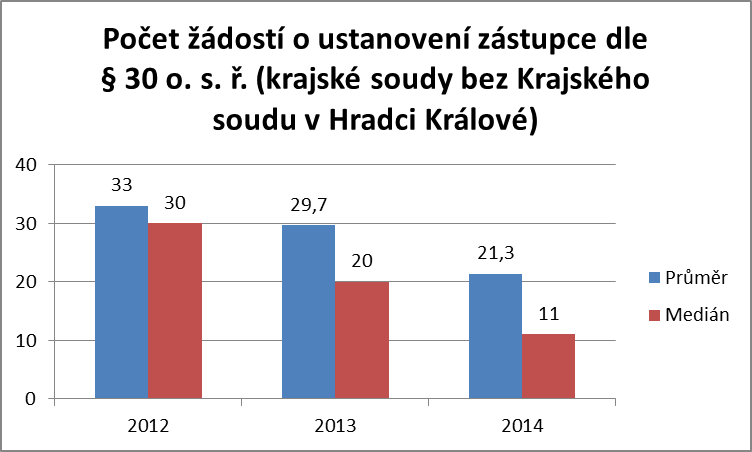 Počet žádostí o ustanovení zástupce dle
§ 30 o. s. ř. (krajské soudy bez Krajského
soudu v Hradci Králové)
40
30
20
10
0
33
30
29,7
20
21,3
11
2012
2013
2014
Průměr
Medián